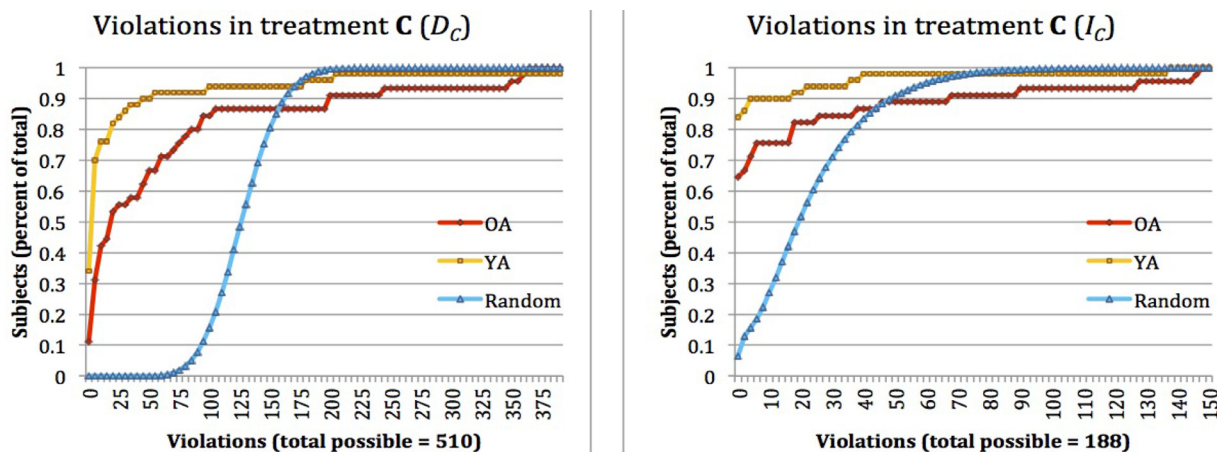 Violations in treatment C (D_C)
Subjects (percent of total)
1
0.9
0.8
0.7
0.6
0.5
0.4
0.3
0.2
0.1
0
OA
YA
Random
0 25 50 75 100 125 150 175 200 225 250 275 300 325 350 375
Violations (total possible = 510)
Violations in treatment C (I_C)
Subjects (percent of total)
1
0.9
0.8
0.7
0.6
0.5
0.4
0.3
0.2
0.1
0
OA
YA
Random
0 10 20 30 40 50 60 70 80 90 100 110 120 130 140 150
Violations (total possible = 188)